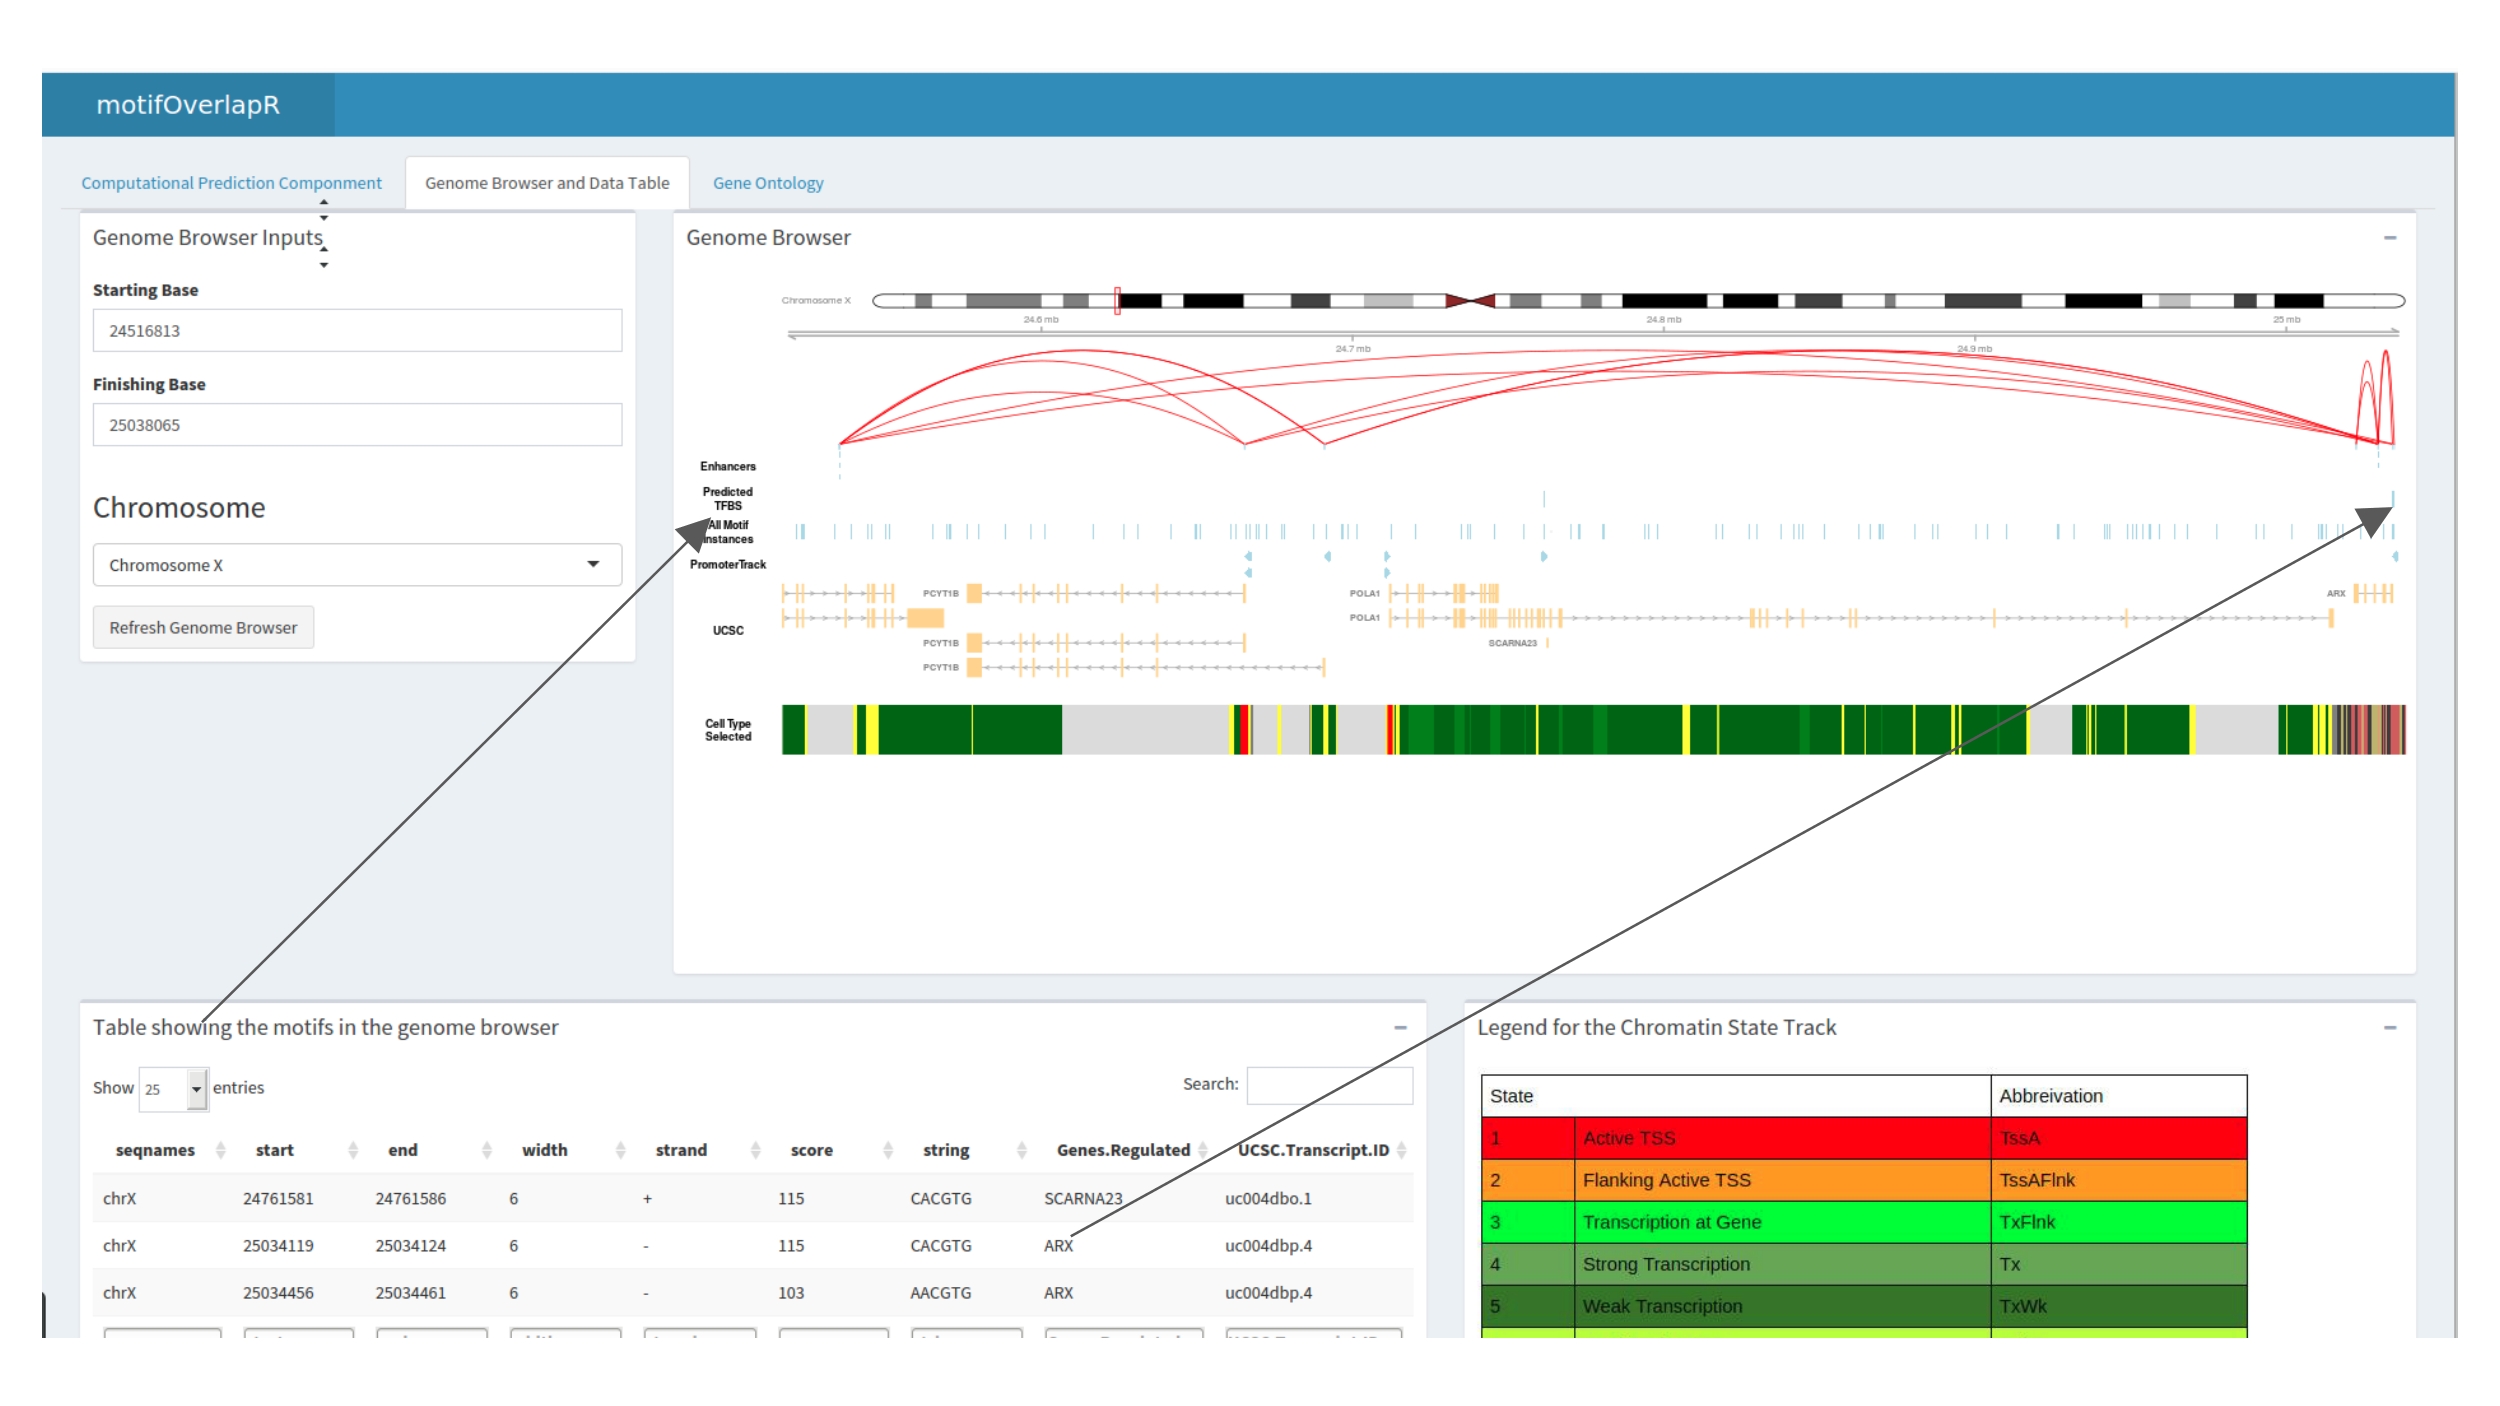 motifOverlapR
Computational Prediction Componment
Genome Browser and Data Table
Gene Ontology
Genome Browser Inputs
Starting Base
24516813
Finishing Base
25038065
Chromosome
Chromosome X
Refresh Genome Browser
Genome Browser
Chromosome X
24.6 mb
24.8 mb
25 mb
24.7 mb
24.9 mb
Enhancers
Predicted
TFBS
All Motif
Instances
PromoterTrack
PCYT1B
POLA1
ARX
POLA1
UCSC
PCYT1B
SCARNA23
PCYT1B
Cell Type
Selected
Table showing the motifs in the genome browser
Show 25 entries
Search:
seqnames start end width strand score string Genes.Regulated UCSC.Transcript.ID
chrX 24761581 24761586 6 + 115 CACGTG SCARNA23 uc004dbo.1
chrX 25034119 25034124 6 - 115 CACGTG ARX uc004dbp.4
chrX 25034456 25034461 6 - 103 AACGTG ARX uc004dbp.4
Legend for the Chromatin State Track
State Abbreivation
1 Active TSS TssA
2 Flanking Active TSS TssAFlnk
3 Transcription at Gene TxFlnk
4 Strong Transcription Tx
5 Weak Transcription TxWk